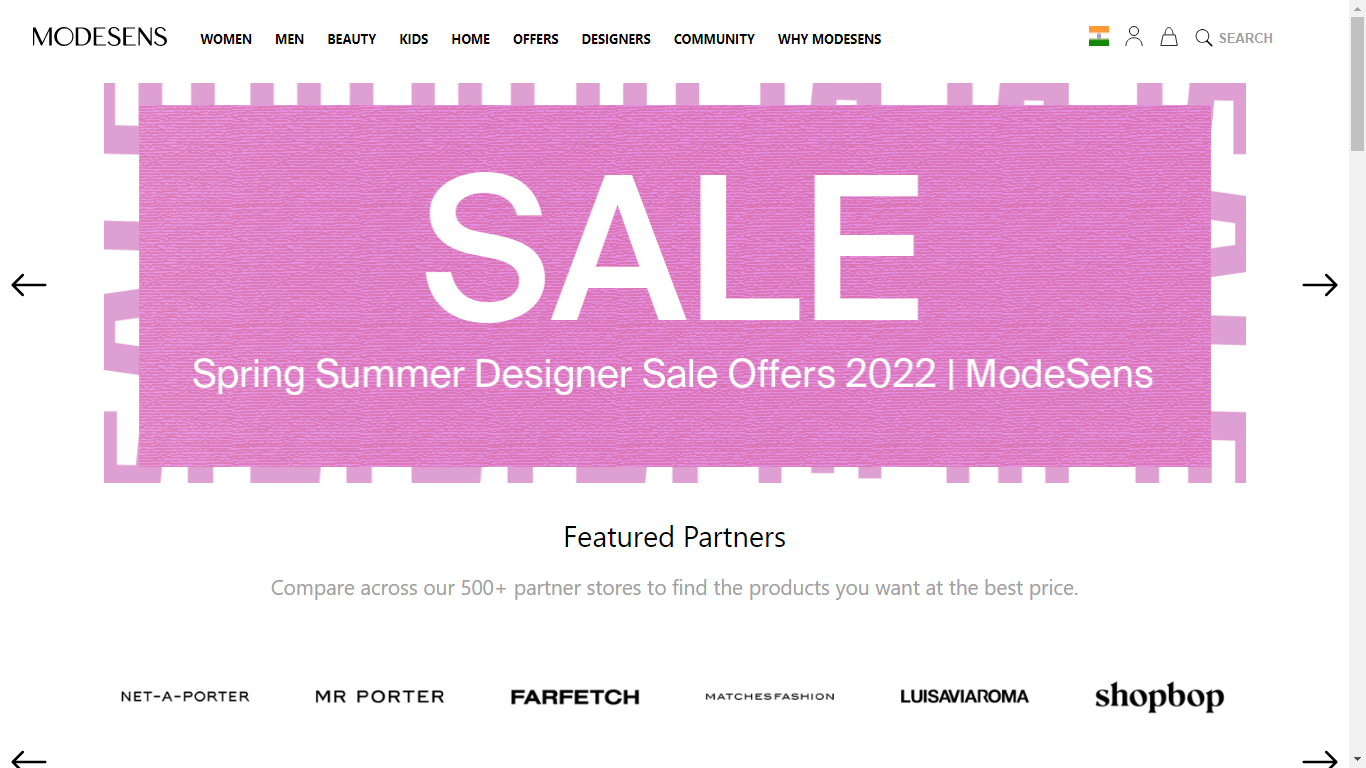 MODESENS WOMEN MEN BEAUTY KIDS HOME OFFERS DESIGNERS COMMUNITY WHY MODESENS SEARCH
SALE
Spring Summer Designer Sale Offers 2022 | ModeSens
Featured Partners
Compare across our 500+ partner stores to find the products you want at the best price.
NET-A-PORTER MR PORTER FARFETCH MATCHESFASHION LUISAVIAROMA shopbop